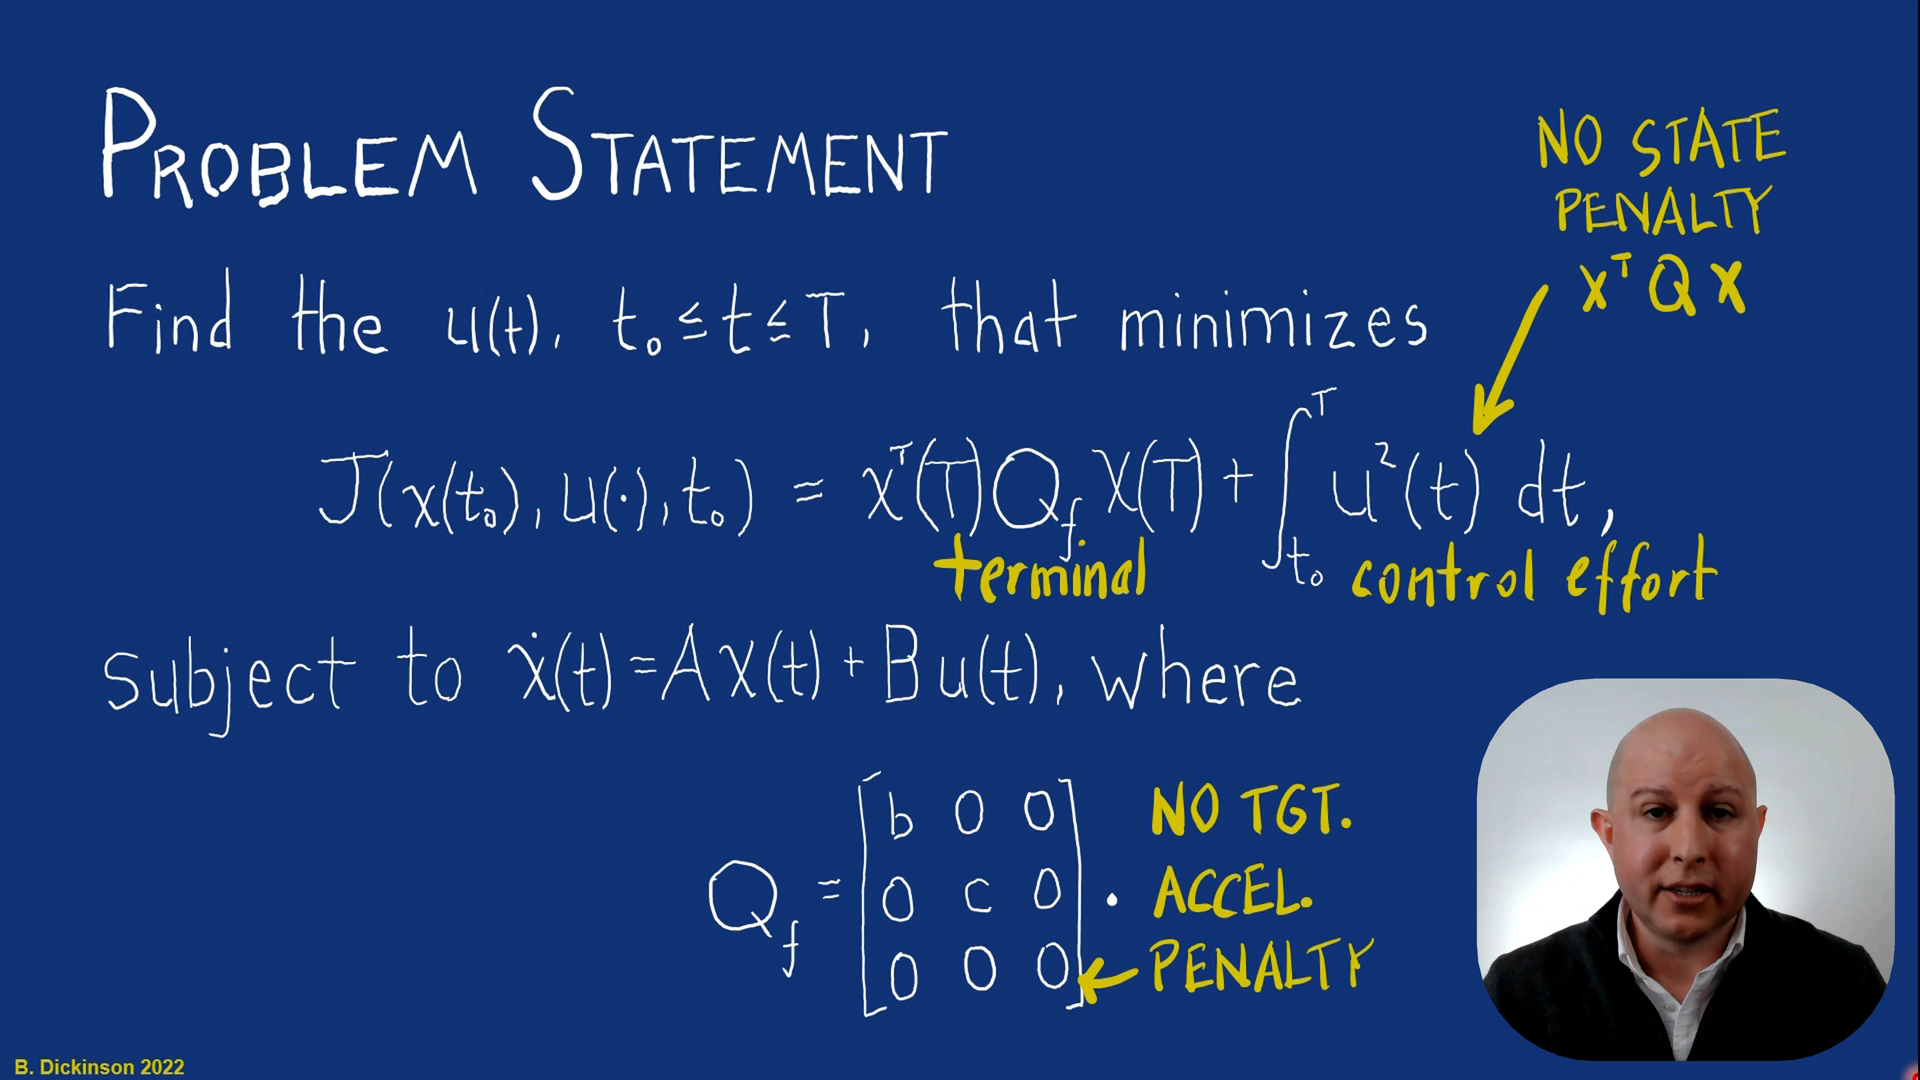 PROBLEM STATEMENT
NO STATE
PENALTY
xᵀQx
Find the u(t), t₀ ≤ t ≤ T, that minimizes
J(x(t₀), u(·), t₀) = xᵀ(T)Q_f x(T) + ∫_{t₀}^{T} u²(t) dt,
terminal control effort
subject to ẋ(t) = Ax(t) + Bu(t), where
Q_f = [b 0 0
0 c 0
0 0 0].
NO TGT.
ACCEL.
PENALTY
B. Dickinson 2022